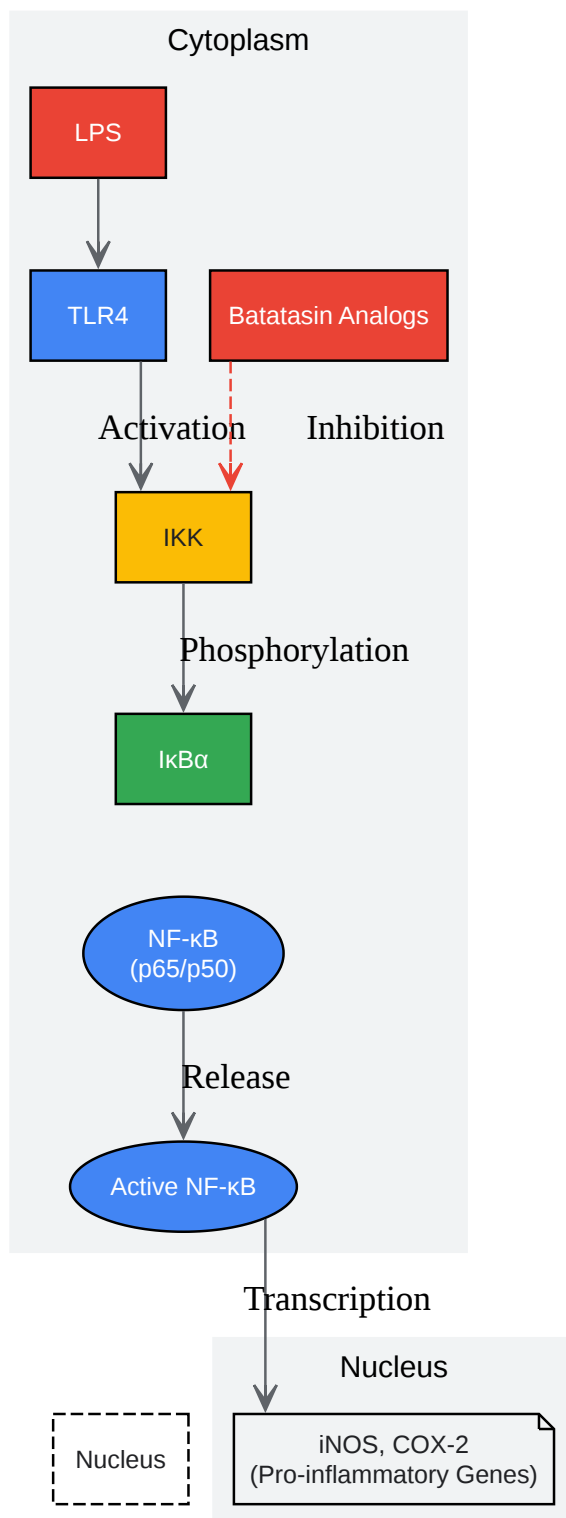 Cytoplasm
LPS
TLR4
Batatasin Analogs
Activation
Inhibition
IKK
Phosphorylation
IκBα
NF-κB
(p65/p50)
Release
Active NF-κB
Transcription
Nucleus
iNOS, COX-2
(Pro-inflammatory Genes)
Nucleus